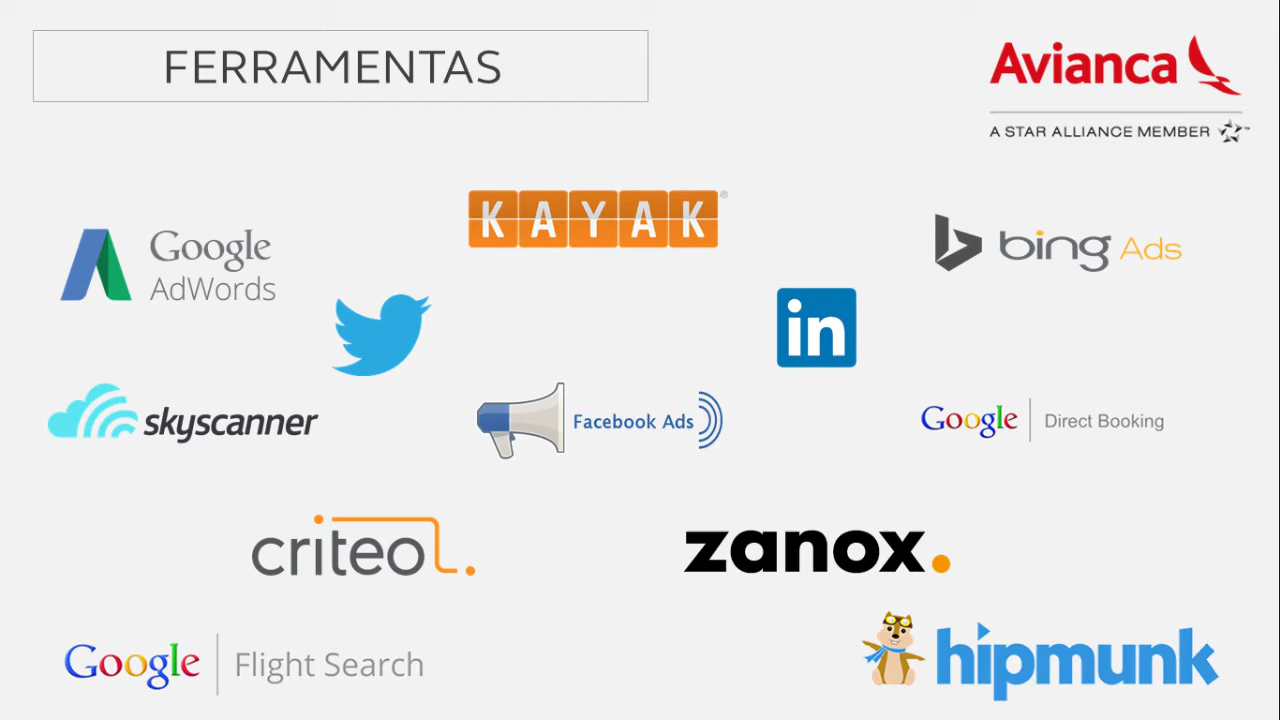 FERRAMENTAS
Avianca
A STAR ALLIANCE MEMBER
KAYAK
Google
AdWords
bing Ads
in
skyscanner
Facebook Ads
Google | Direct Booking
criteo
zanox.
Google | Flight Search
hipmunk